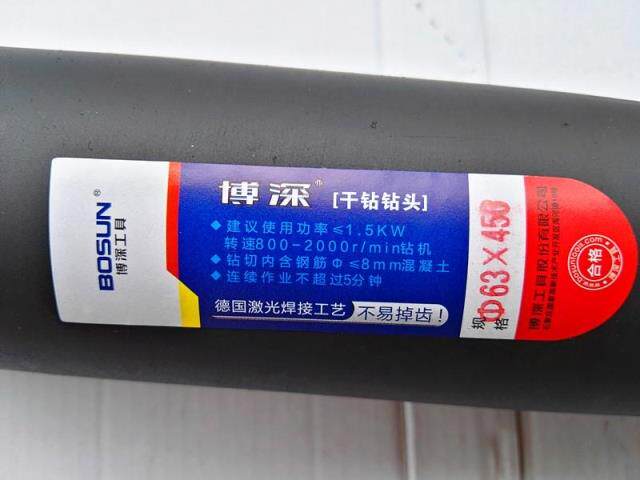 BOSUN®
博深工具
博深®
[干钻钻头]
◆建议使用功率≤1.5KW
转速800-2000r/min钻机
◆钻切内含钢筋Φ≤8mm混凝土
◆连续作业不超过5分钟
德国激光焊接工艺 不易掉齿！
规格
Φ63×450
博深工具股份有限公司
合格